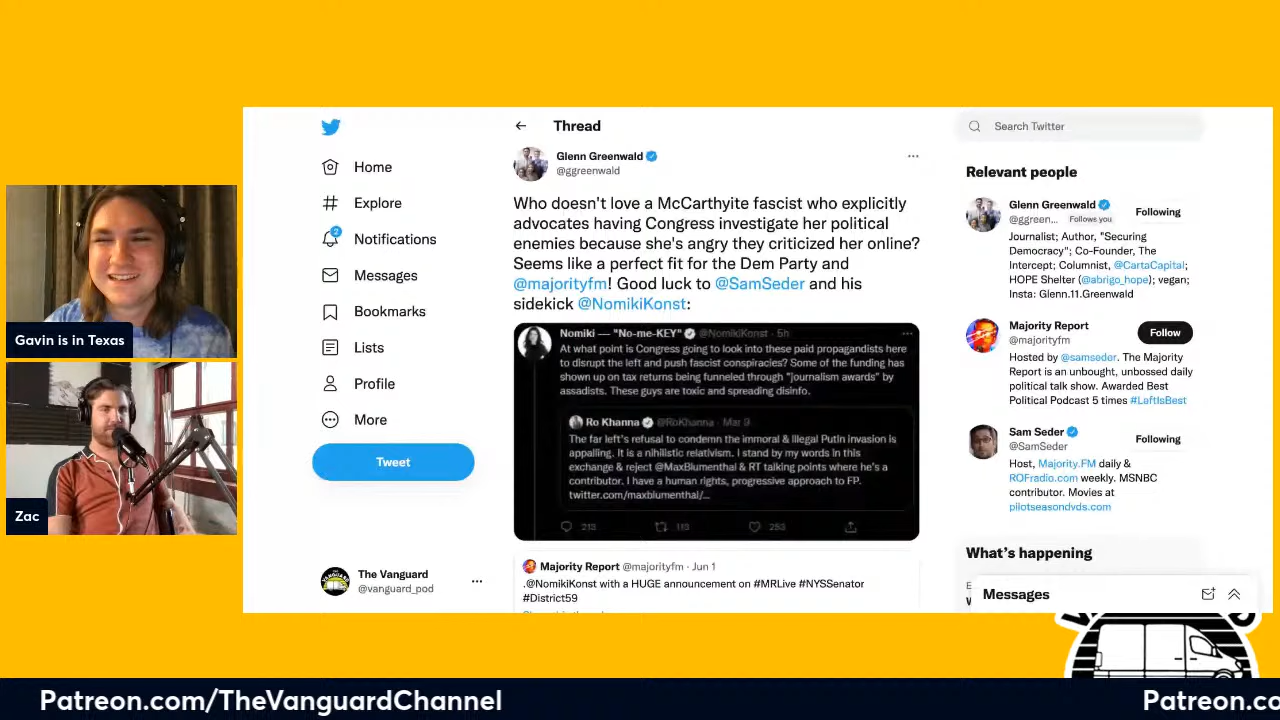 Home
Explore
2
Notifications
Messages
Bookmarks
Lists
Profile
More
Tweet
The Vanguard
@vanguard_pod
Thread
Glenn Greenwald
@ggreenwald
Who doesn't love a McCarthyite fascist who explicitly
advocates having Congress investigate her political
enemies because she's angry they criticized her online?
Seems like a perfect fit for the Dem Party and
@majorityfm! Good luck to @SamSeder and his
sidekick @NomikiKonst:
Nomiki — "No-me-KEY" @NomikiKonst · 5h
At what point is Congress going to look into these paid propagandists here
to disrupt the left and push fascist conspiracies? Some of the funding has
shown up on tax returns being funneled through "journalism awards" by
assadists. These guys are toxic and spreading disinfo.
Ro Khanna @RoKhanna · Mar 9
The far left's refusal to condemn the immoral & illegal Putin invasion is
appalling. It is a nihilistic relativism. I stand by my words in this
exchange & reject @MaxBlumenthal & RT talking points where he's a
contributor. I have a human rights, progressive approach to FP.
twitter.com/maxblumenthal/...
213 113 253
Majority Report @majorityfm · Jun 1
.@NomikiKonst with a HUGE announcement on #MRLive #NYSSenator
#District59
Search Twitter
Relevant people
Glenn Greenwald
@ggreen... Follows you
Following
Journalist; Author, "Securing
Democracy"; Co-Founder, The
Intercept; Columnist, @CartaCapital;
HOPE Shelter (@abrigo_hope); vegan;
Insta: Glenn.11.Greenwald
Majority Report
@majorityfm
Follow
Hosted by @samseder. The Majority
Report is an unbought, unbossed daily
political talk show. Awarded Best
Political Podcast 5 times #LeftIsBest
Sam Seder
@SamSeder
Following
Host, Majority.FM daily &
ROFradio.com weekly. MSNBC
contributor. Movies at
pilotseasondvds.com
What's happening
Messages
Gavin is in Texas
Zac
Patreon.com/TheVanguardChannel
Patreon.co